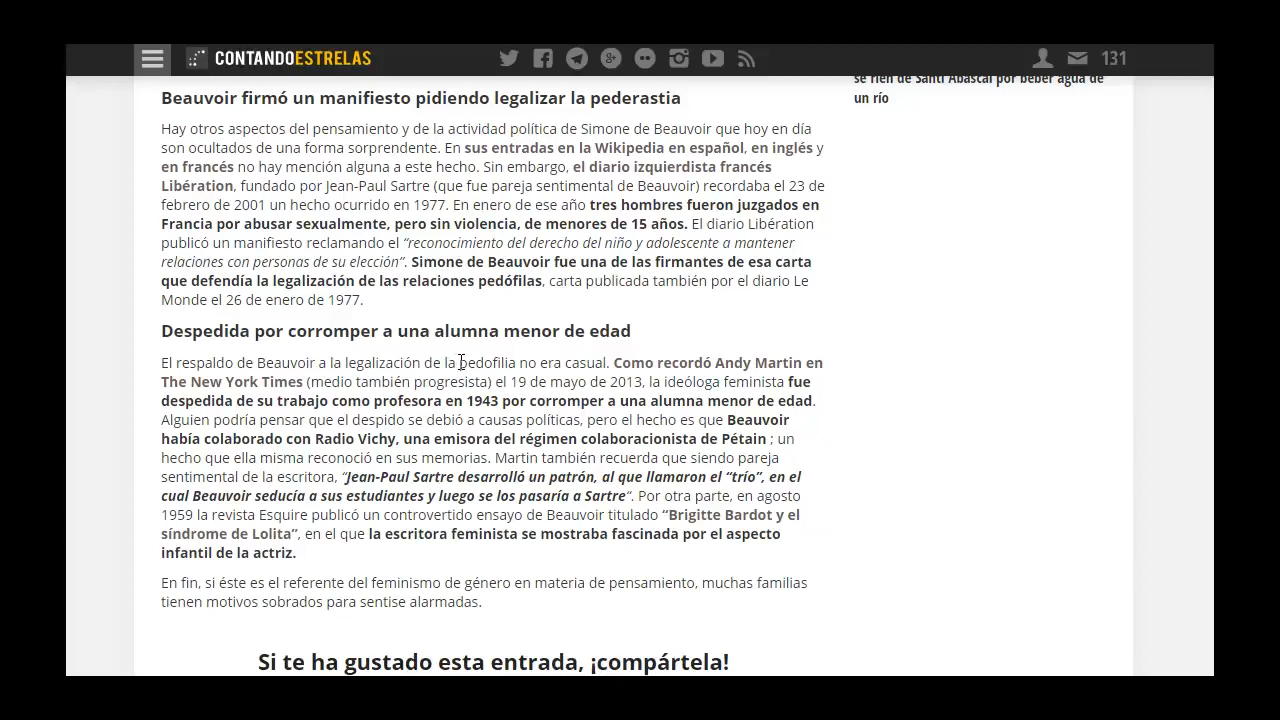 CONTANDOESTRELAS
131
se ríen de Santi Abascal por beber agua de
un río
Beauvoir firmó un manifiesto pidiendo legalizar la pederastia
Hay otros aspectos del pensamiento y de la actividad política de Simone de Beauvoir que hoy en día
son ocultados de una forma sorprendente. En sus entradas en la Wikipedia en español, en inglés y
en francés no hay mención alguna a este hecho. Sin embargo, el diario izquierdista francés
Libération, fundado por Jean-Paul Sartre (que fue pareja sentimental de Beauvoir) recordaba el 23 de
febrero de 2001 un hecho ocurrido en 1977. En enero de ese año tres hombres fueron juzgados en
Francia por abusar sexualmente, pero sin violencia, de menores de 15 años. El diario Libération
publicó un manifiesto reclamando el “reconocimiento del derecho del niño y adolescente a mantener
relaciones con personas de su elección”. Simone de Beauvoir fue una de las firmantes de esa carta
que defendía la legalización de las relaciones pedófilas, carta publicada también por el diario Le
Monde el 26 de enero de 1977.
Despedida por corromper a una alumna menor de edad
El respaldo de Beauvoir a la legalización de la pedofilia no era casual. Como recordó Andy Martin en
The New York Times (medio también progresista) el 19 de mayo de 2013, la ideóloga feminista fue
despedida de su trabajo como profesora en 1943 por corromper a una alumna menor de edad.
Alguien podría pensar que el despido se debió a causas políticas, pero el hecho es que Beauvoir
había colaborado con Radio Vichy, una emisora del régimen colaboracionista de Pétain ; un
hecho que ella misma reconoció en sus memorias. Martin también recuerda que siendo pareja
sentimental de la escritora, “Jean-Paul Sartre desarrolló un patrón, al que llamaron el “trío”, en el
cual Beauvoir seducía a sus estudiantes y luego se los pasaría a Sartre”. Por otra parte, en agosto
1959 la revista Esquire publicó un controvertido ensayo de Beauvoir titulado “Brigitte Bardot y el
síndrome de Lolita”, en el que la escritora feminista se mostraba fascinada por el aspecto
infantil de la actriz.
En fin, si éste es el referente del feminismo de género en materia de pensamiento, muchas familias
tienen motivos sobrados para sentise alarmadas.
Si te ha gustado esta entrada, ¡compártela!